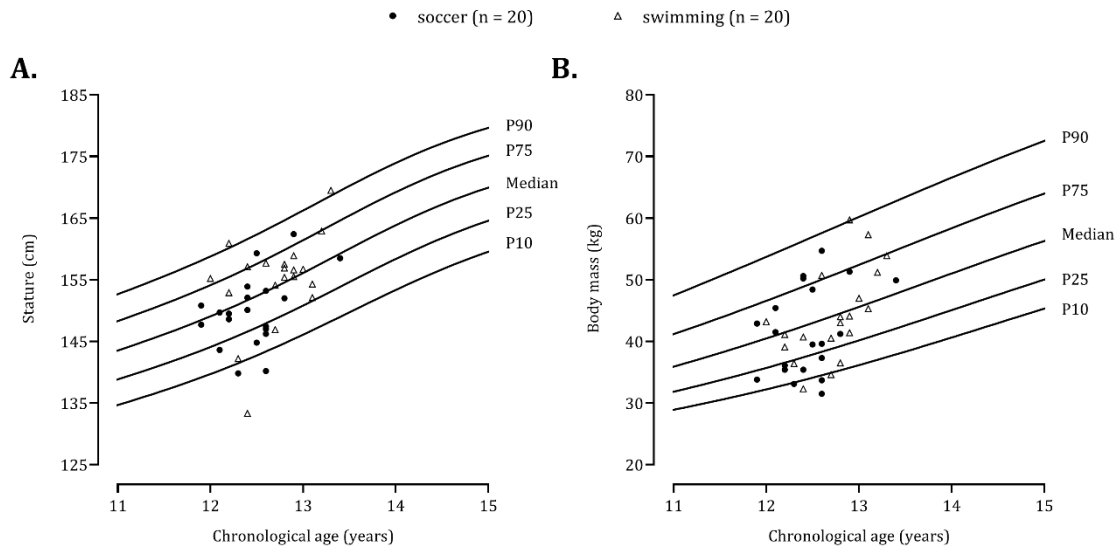 soccer (n = 20) swimming (n = 20)
A.
Stature (cm)
185
175
165
155
145
135
125
P90
P75
Median
P25
P10
11 12 13 14 15
Chronological age (years)
B.
Body mass (kg)
80
70
60
50
40
30
20
P90
P75
Median
P25
P10
11 12 13 14 15
Chronological age (years)